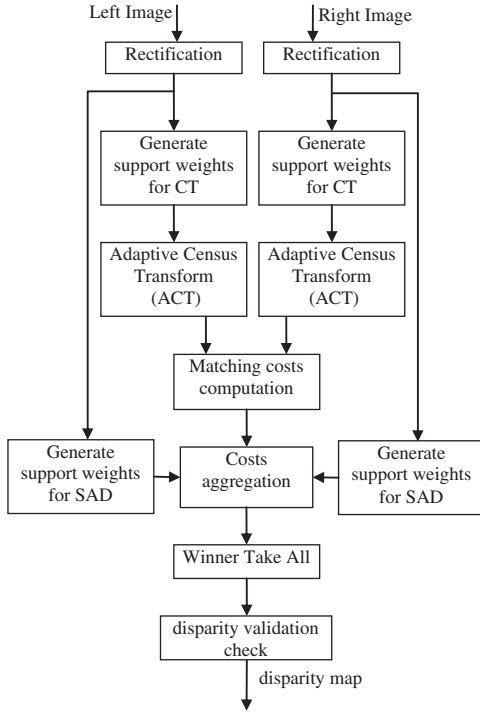 Left Image
Right Image
Rectification
Rectification
Generate
support weights
for CT
Generate
support weights
for CT
Adaptive Census
Transform
(ACT)
Adaptive Census
Transform
(ACT)
Matching costs
computation
Generate
support weights
for SAD
Costs
aggregation
Generate
support weights
for SAD
Winner Take All
disparity validation
check
disparity map